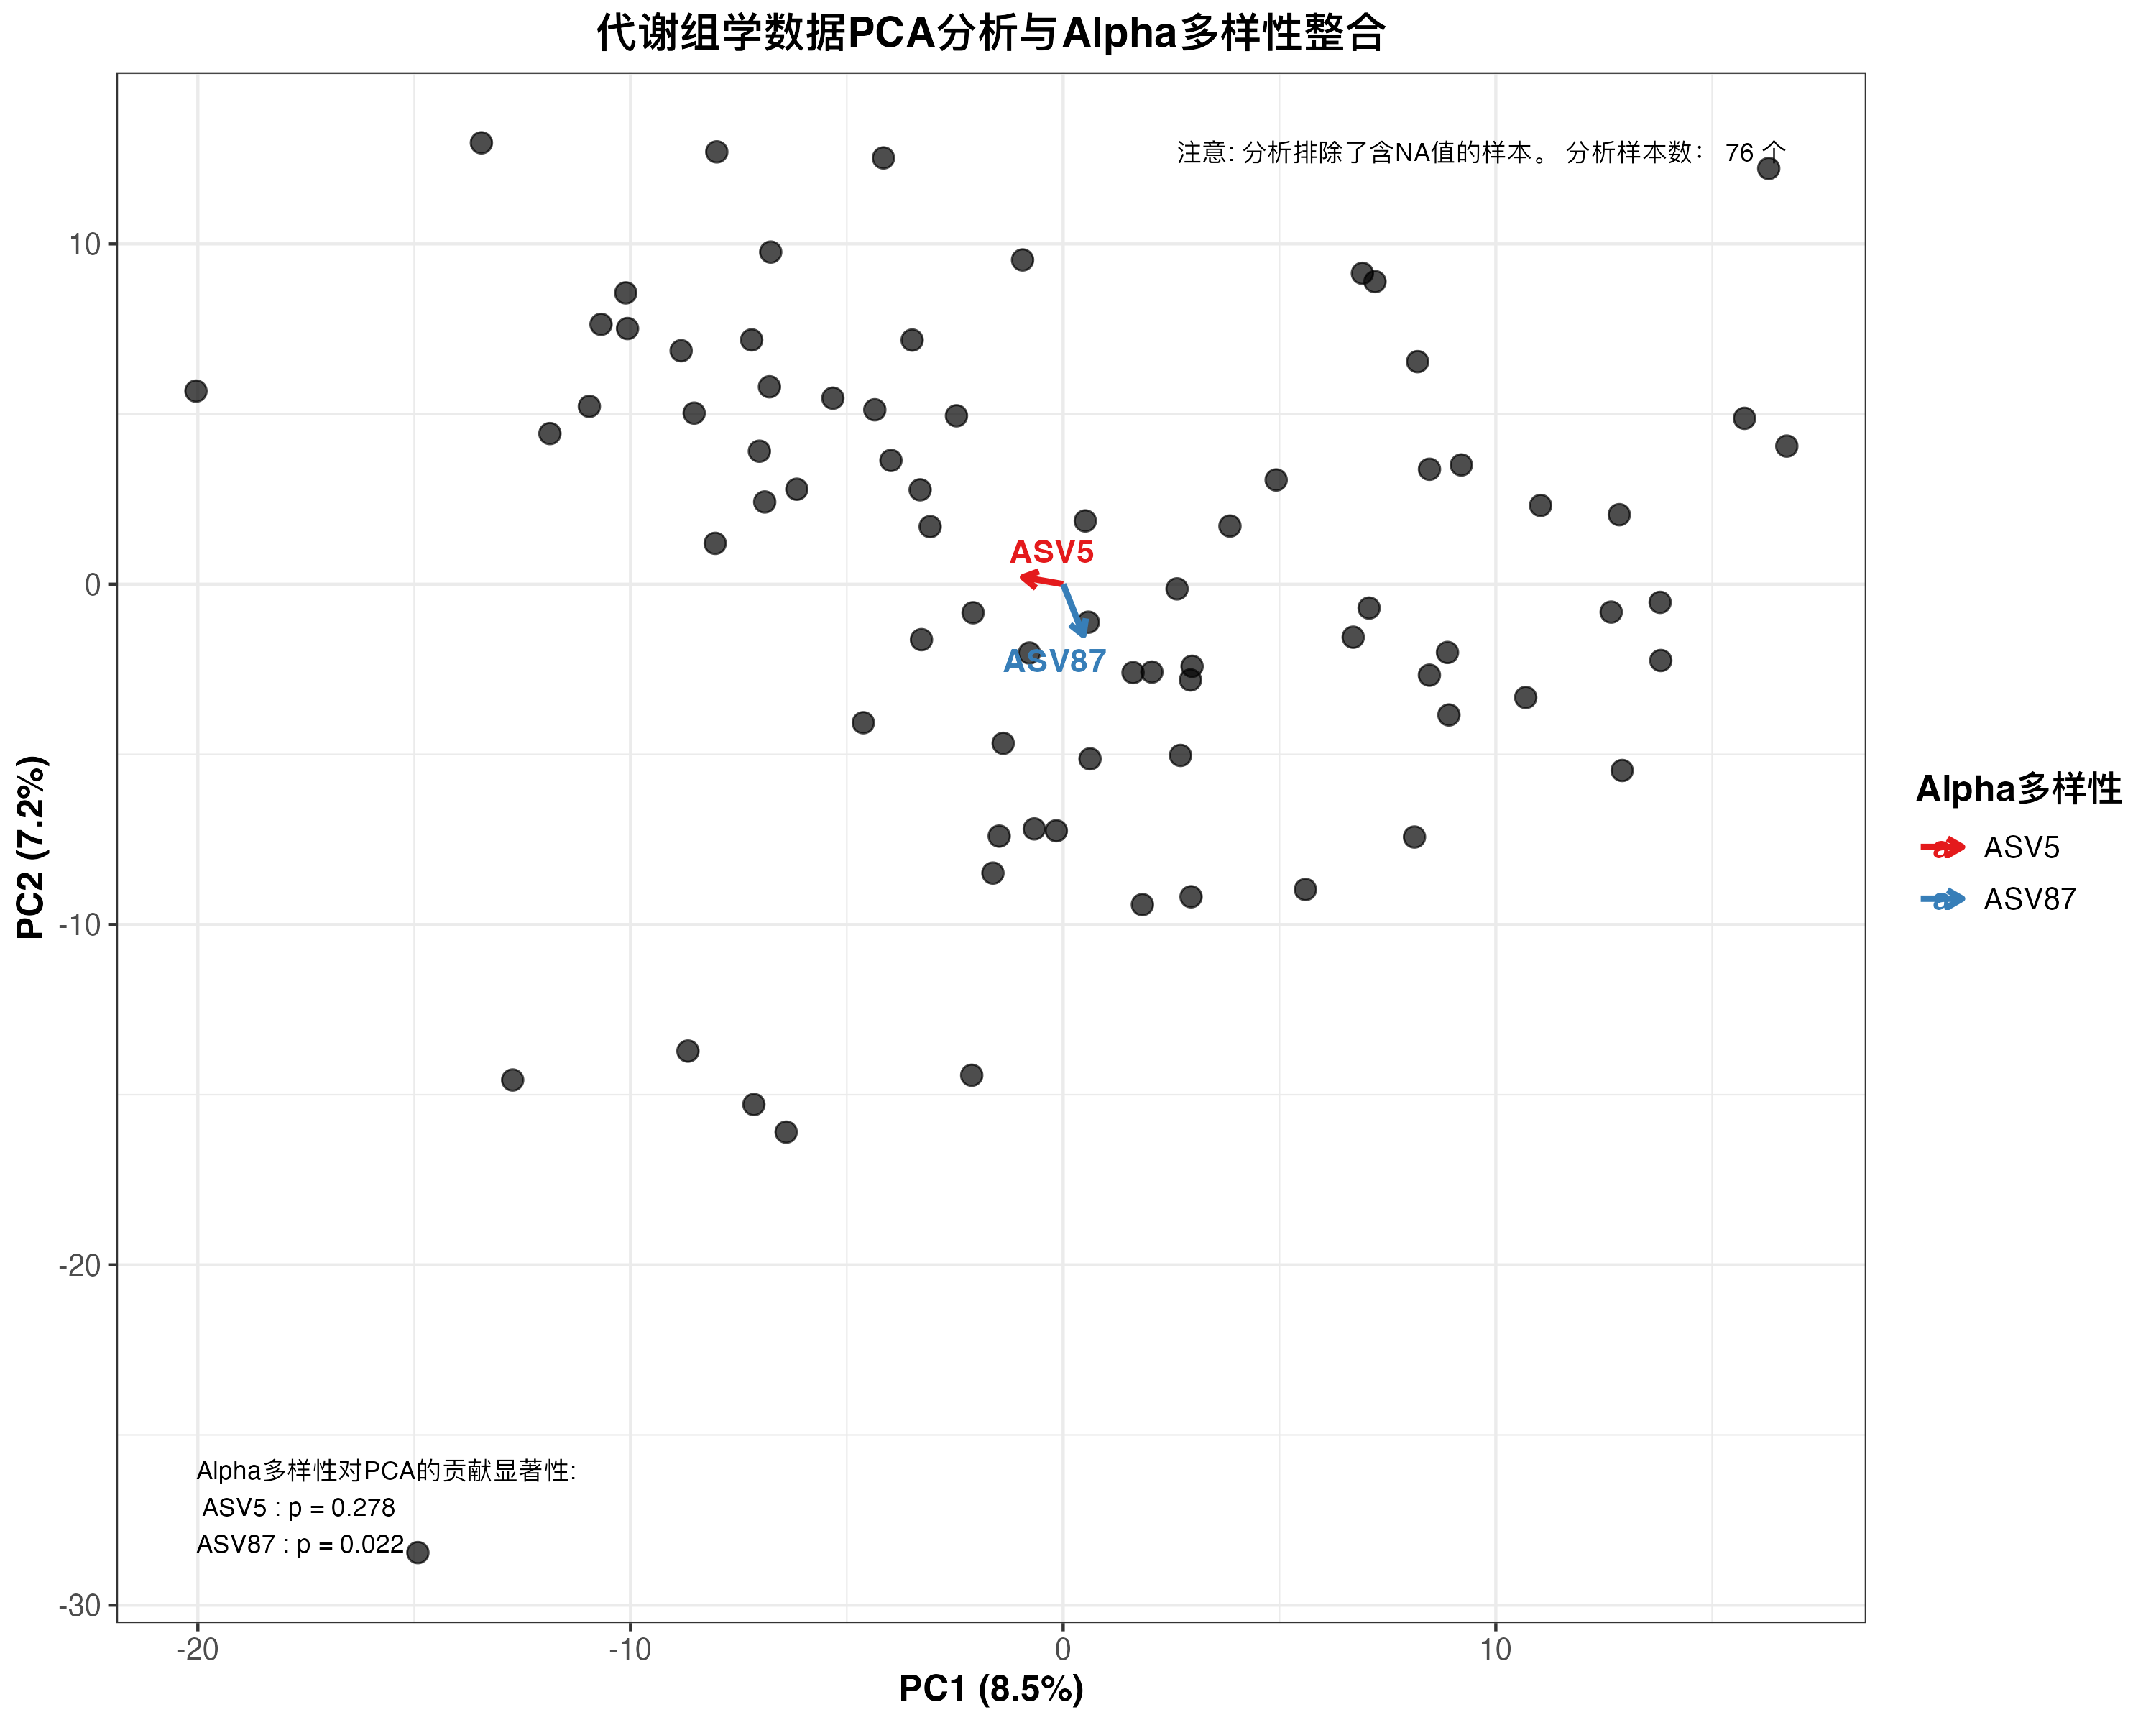 代谢组学数据PCA分析与Alpha多样性整合
注意: 分析排除了含NA值的样本。 分析样本数： 76 个
10
0
-10
-20
-30
PC2 (7.2%)
ASV5
ASV87
Alpha多样性对PCA的贡献显著性:
ASV5 : p = 0.278
ASV87 : p = 0.022
-20
-10
0
10
PC1 (8.5%)
Alpha多样性
a ASV5
a ASV87